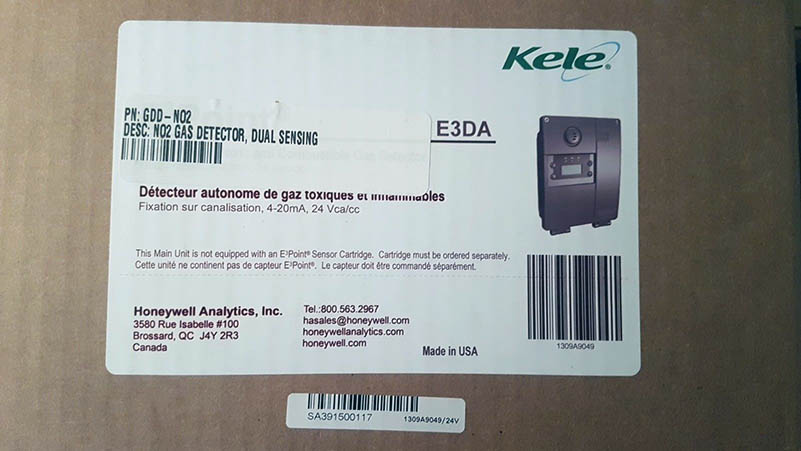 Kele
PN: GDD-NO2
DESC: NO2 GAS DETECTOR, DUAL SENSING
E3DA
Détecteur autonome de gaz toxiques et inflammables
Fixation sur canalisation, 4-20mA, 24 Vca/cc
This Main Unit is not equipped with an E³Point® Sensor Cartridge. Cartridge must be ordered separately.
Cette unité ne continent pas de capteur E³Point®. Le capteur doit être commandé séparément.
Honeywell Analytics, Inc.
3580 Rue Isabelle #100
Brossard, QC J4Y 2R3
Canada
Tel.:800.563.2967
hasales@honeywell.com
honeywellanalytics.com
honeywell.com
Made in USA
1309A9049
SA391500117
1309A9049/24V